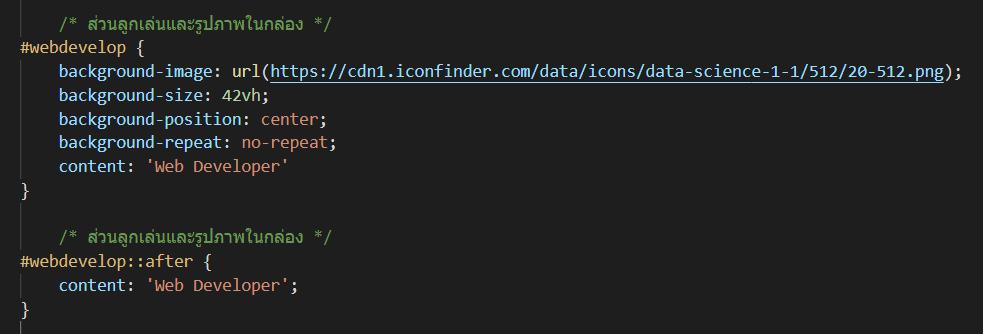 /* ส่วนลูกเล่นและรูปภาพในกล่อง */
#webdevelop {
background-image: url(https://cdn1.iconfinder.com/data/icons/data-science-1-1/512/20-512.png);
background-size: 42vh;
background-position: center;
background-repeat: no-repeat;
content: 'Web Developer'
}
/* ส่วนลูกเล่นและรูปภาพในกล่อง */
#webdevelop::after {
content: 'Web Developer';
}